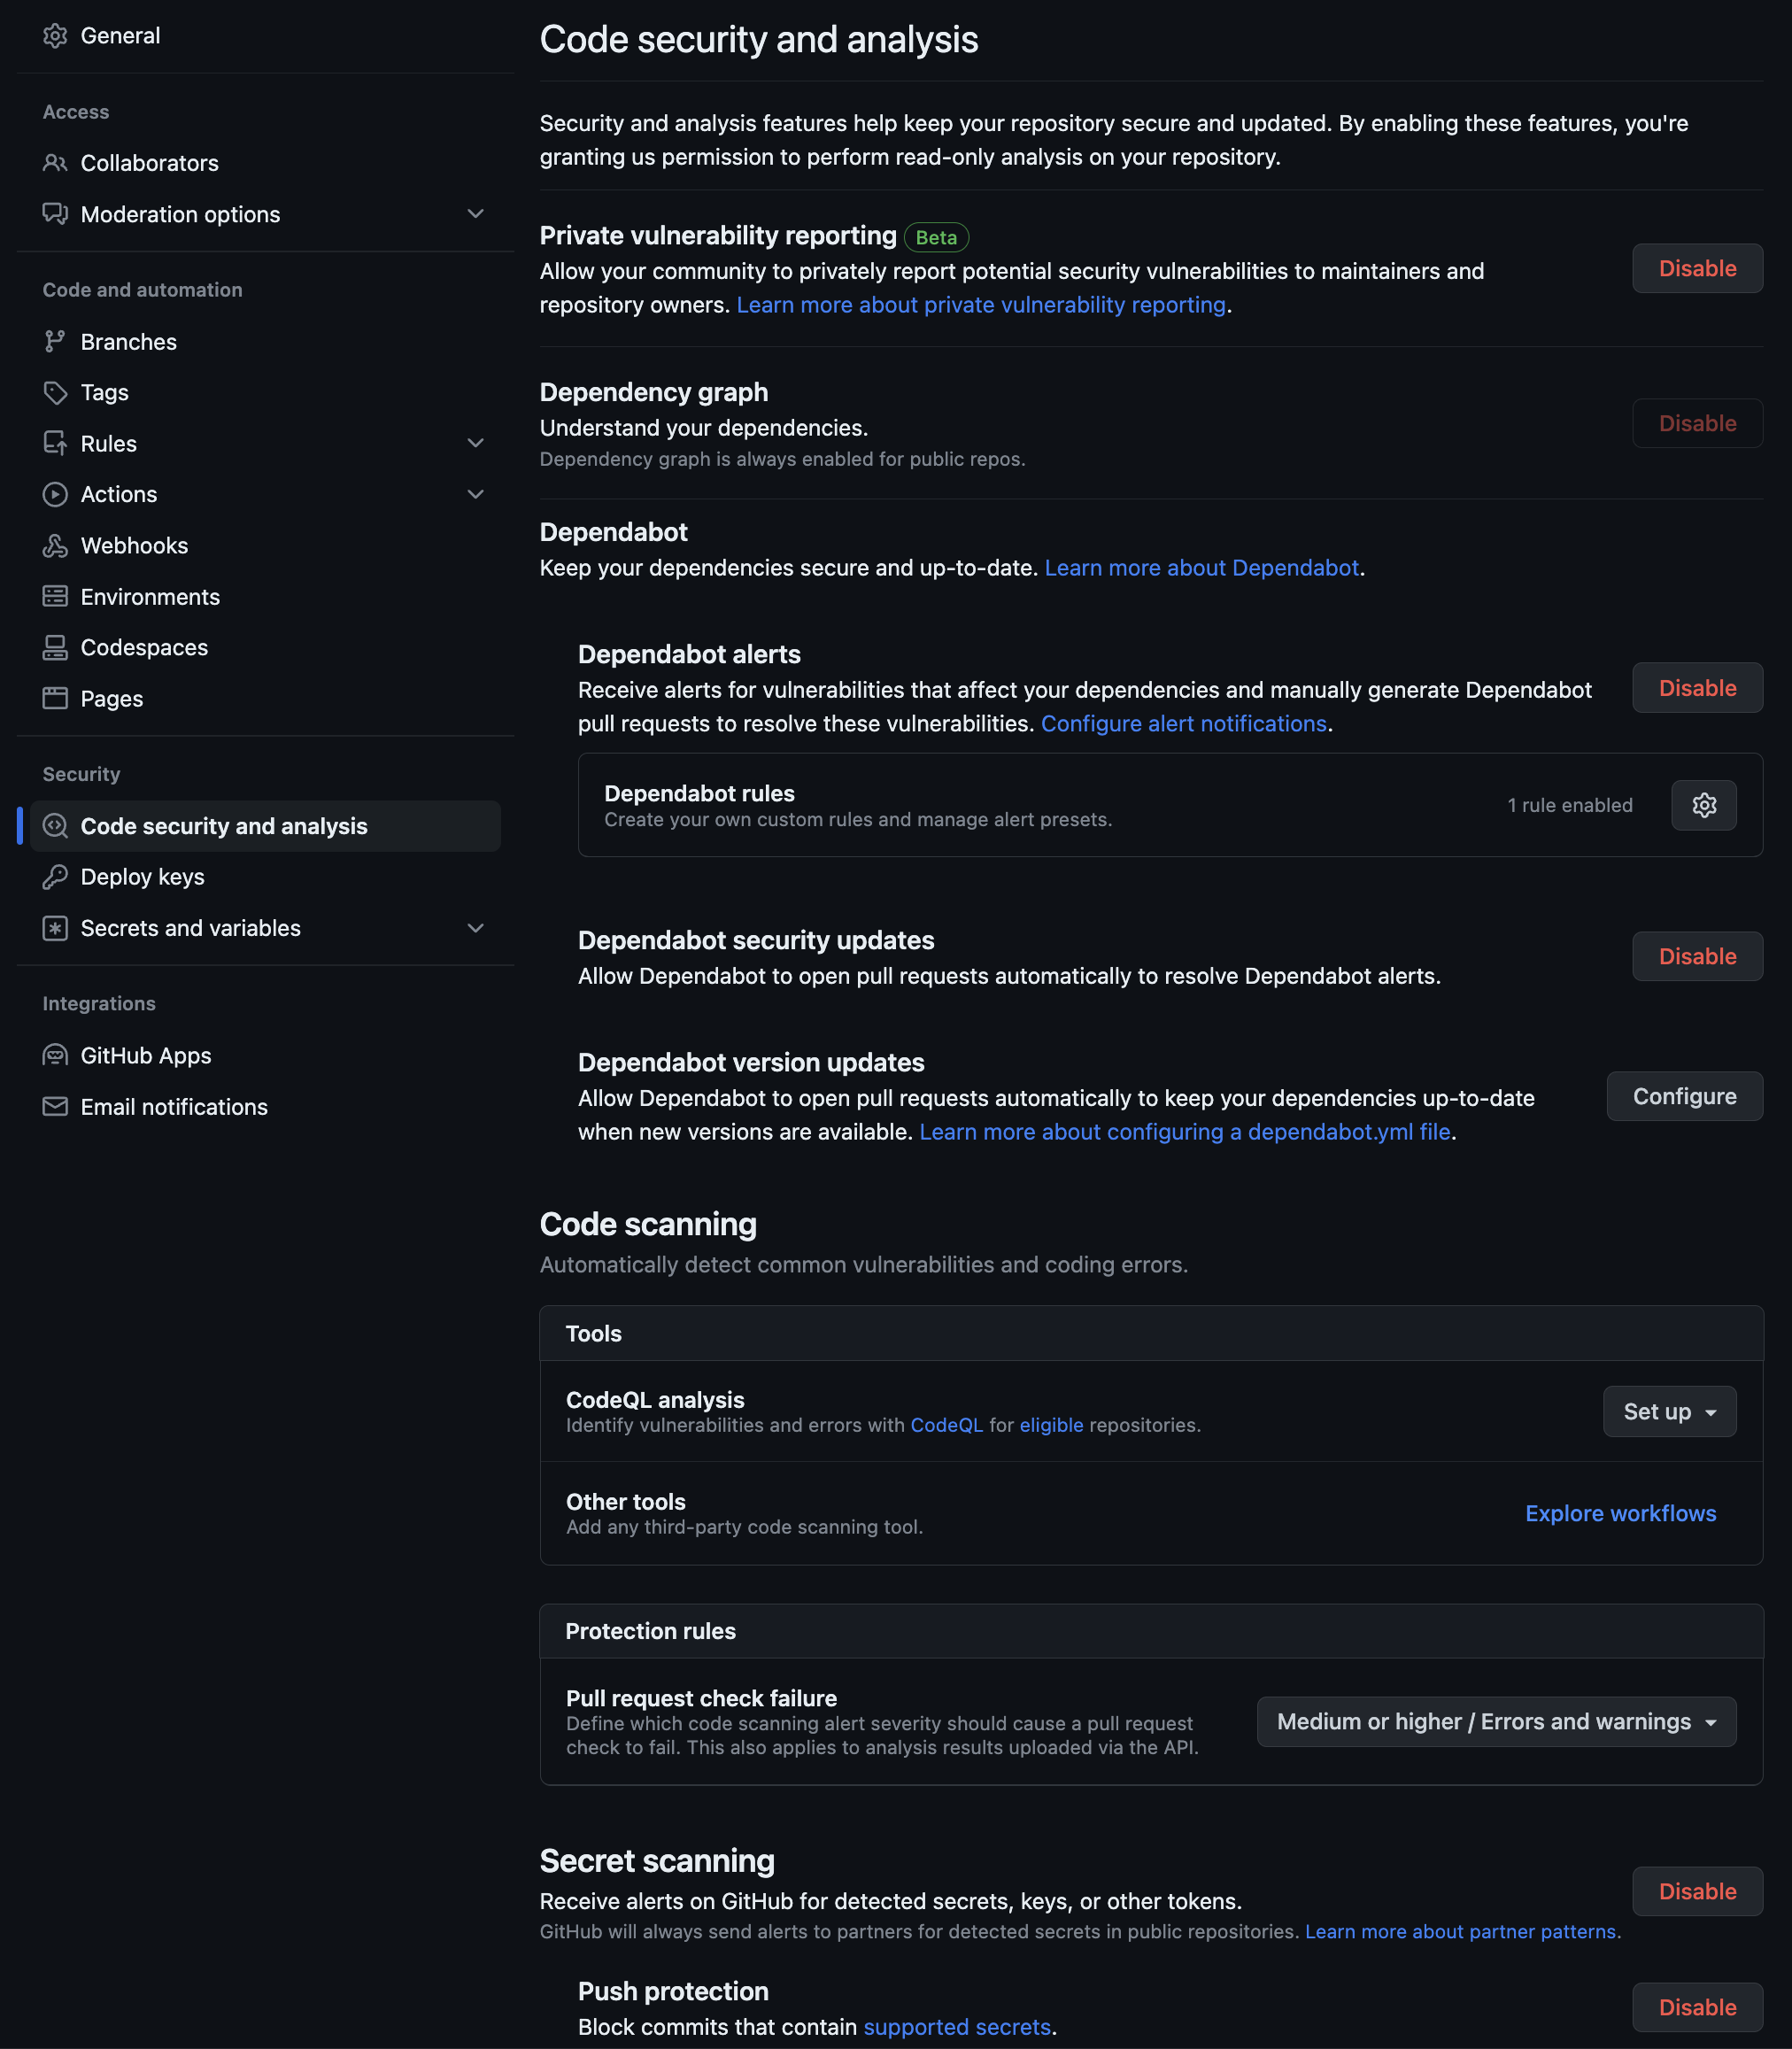 General
Access
Collaborators
Moderation options
Code and automation
Branches
Tags
Rules
Actions
Webhooks
Environments
Codespaces
Pages
Security
Code security and analysis
Deploy keys
Secrets and variables
Integrations
GitHub Apps
Email notifications
Code security and analysis
Security and analysis features help keep your repository secure and updated. By enabling these features, you're
granting us permission to perform read-only analysis on your repository.
Private vulnerability reporting Beta
Allow your community to privately report potential security vulnerabilities to maintainers and
repository owners. Learn more about private vulnerability reporting.
Disable
Dependency graph
Understand your dependencies.
Dependency graph is always enabled for public repos.
Disable
Dependabot
Keep your dependencies secure and up-to-date. Learn more about Dependabot.
Dependabot alerts
Receive alerts for vulnerabilities that affect your dependencies and manually generate Dependabot
pull requests to resolve these vulnerabilities. Configure alert notifications.
Disable
Dependabot rules
Create your own custom rules and manage alert presets.
1 rule enabled
Dependabot security updates
Allow Dependabot to open pull requests automatically to resolve Dependabot alerts.
Disable
Dependabot version updates
Allow Dependabot to open pull requests automatically to keep your dependencies up-to-date
when new versions are available. Learn more about configuring a dependabot.yml file.
Configure
Code scanning
Automatically detect common vulnerabilities and coding errors.
Tools
CodeQL analysis
Identify vulnerabilities and errors with CodeQL for eligible repositories.
Set up
Other tools
Add any third-party code scanning tool.
Explore workflows
Protection rules
Pull request check failure
Define which code scanning alert severity should cause a pull request
check to fail. This also applies to analysis results uploaded via the API.
Medium or higher / Errors and warnings
Secret scanning
Receive alerts on GitHub for detected secrets, keys, or other tokens.
GitHub will always send alerts to partners for detected secrets in public repositories. Learn more about partner patterns.
Disable
Push protection
Block commits that contain supported secrets.
Disable